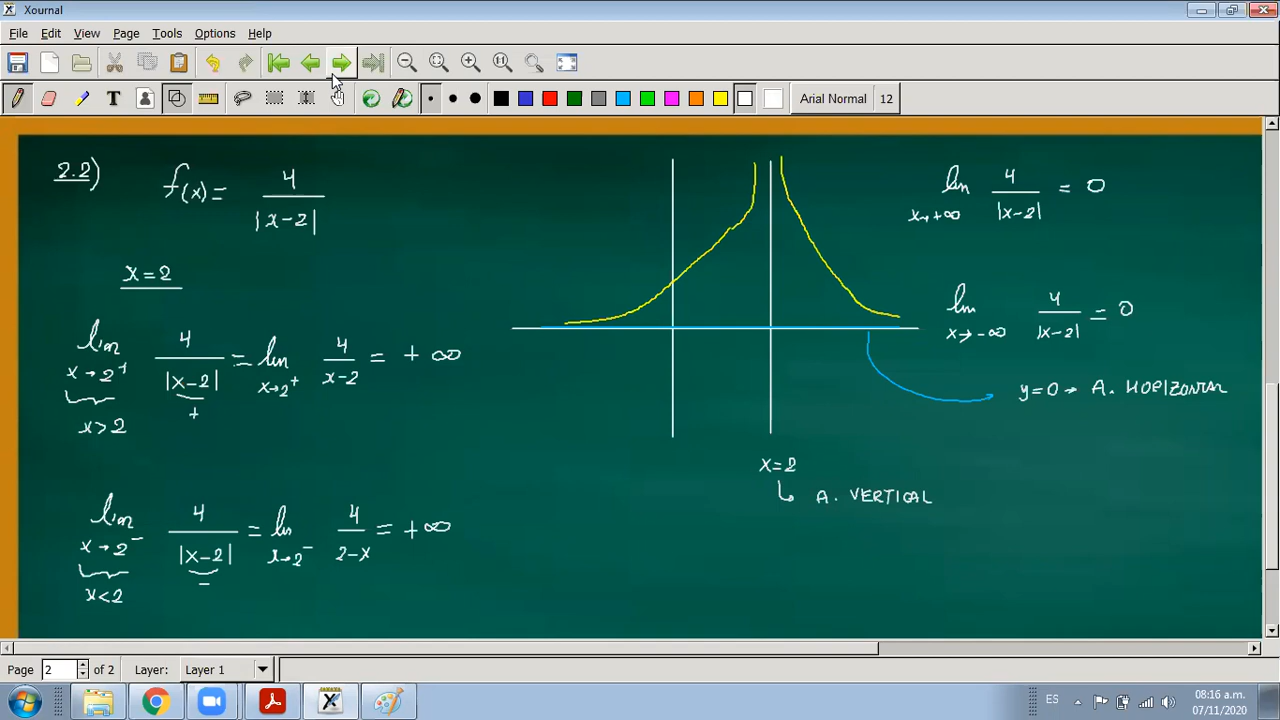 Xournal
File Edit View Page Tools Options Help
Arial Normal 12
2.2) f(x) = 4/|x-2|
x=2
lim x→2⁺ 4/|x-2| = lim x→2⁺ 4/x-2 = +∞
+
x>2
lim x→2⁻ 4/|x-2| = lim x→2⁻ 4/2-x = +∞
-
x<2
x=2
A. VERTICAL
lim x→+∞ 4/|x-2| = 0
lim x→-∞ 4/|x-2| = 0
y=0 → A. HORIZONTAL
Page 2 of 2 Layer: Layer 1
ES 08:16 a.m.
07/11/2020